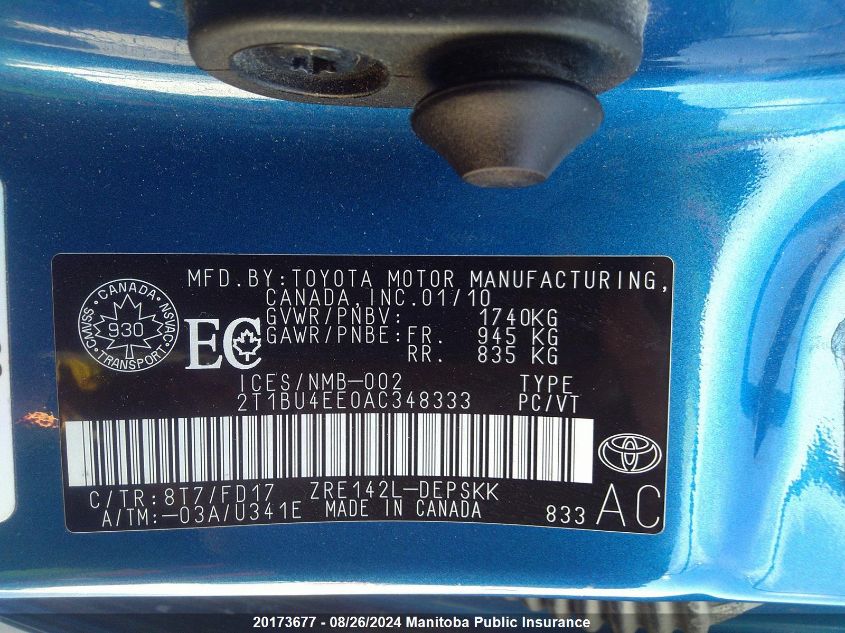 MFD.BY:TOYOTA MOTOR MANUFACTURING,
CANADA,INC.01/10
GVWR/PNBV: 1740KG
GAWR/PNBE:FR. 945 KG
RR. 835 KG
CANADA
CMVSS 930 NSVAC
TRANSPORT
EC
ICES/NMB-002 TYPE
2T1BU4EE0AC348333 PC/VT
C/TR:8T7/FD17 ZRE142L-DEPSKK
A/TM:-03A/U341E MADE IN CANADA 833 AC
20173677 - 08/26/2024 Manitoba Public Insurance